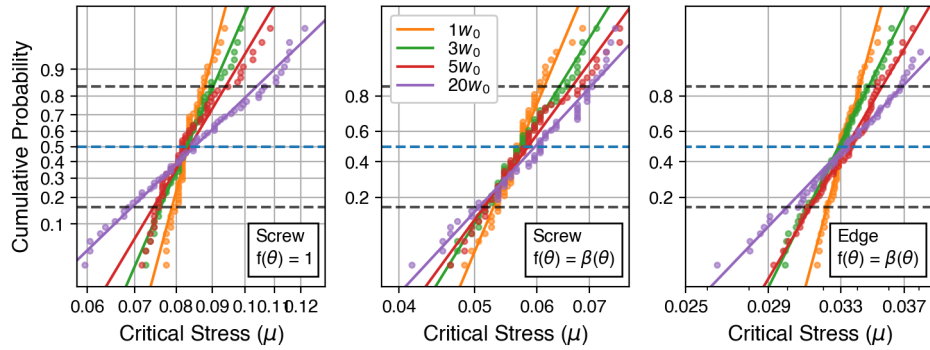 Cumulative Probability
0.9
0.8
0.7
0.6
0.5
0.4
0.3
0.2
0.1
Screw
f(θ) = 1
0.06 0.07 0.08 0.09 0.10 0.11 0.12
Critical Stress (μ)
1w₀
3w₀
5w₀
20w₀
0.8
0.6
0.4
0.2
Screw
f(θ) = β(θ)
0.04 0.05 0.06 0.07
Critical Stress (μ)
0.8
0.6
0.4
0.2
Edge
f(θ) = β(θ)
0.025 0.029 0.033 0.037
Critical Stress (μ)